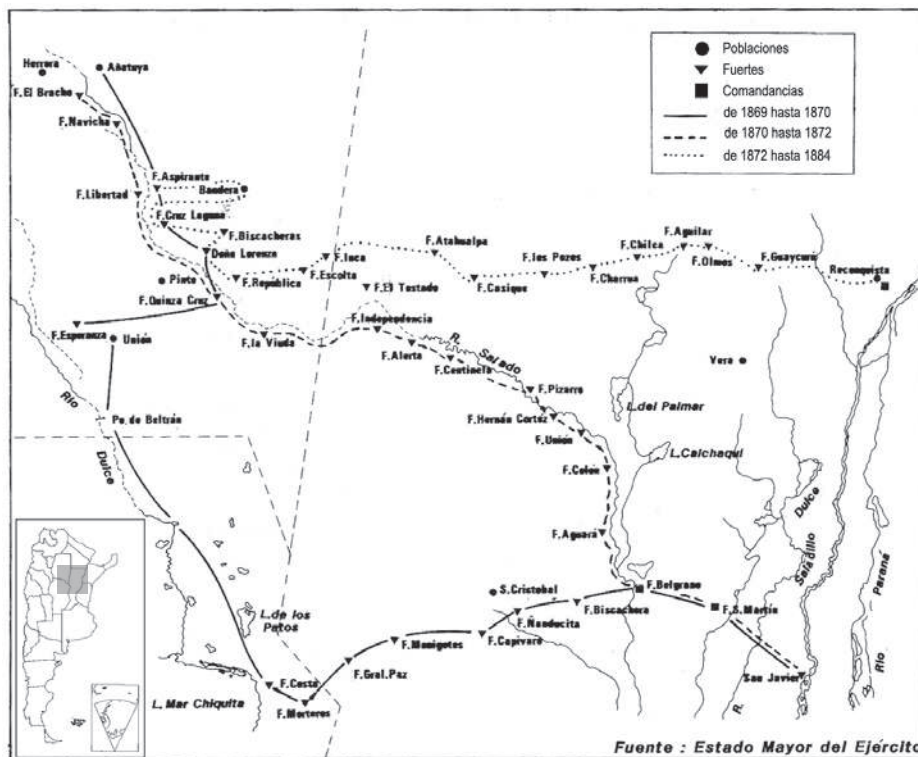 Poblaciones
Fuertes
Comandancias
de 1869 hasta 1870
de 1870 hasta 1872
de 1872 hasta 1884
Herrera
Añatuya
F.El Bracho
F.Navicha
F.Aspirante
Bandera
F.Libertad
F.Cruz Laguna
F.Biscacheras
Doña Lorenza
F.Inca
F.Atahualpa
F.los Pozos
F.Chilca
F.Aguilar
F.Olmos
F.Guaycurú
Reconquista
Pinto
F.República
F.Escolta
F.El Tostado
F.Casique
F.Charrua
F.Quinza Cruz
F.Esperanza
Unión
F.la Viuda
F.Independencia
R. Salado
F.Alerta
F.Centinela
Vera
F.Pizarro
L.del Palmar
Río Dulce
Po. de Beltrán
F.Hernán Cortez
F.Unión
L.Calchaqui
F.Colón
Dulce
F.Aguará
Saladillo
Paraná
S.Cristobal
F.Belgrano
F.Biscachera
F.S.Martín
L.de los
Patos
F.Ñanducita
F.Monigotes
F.Capivara
F.Gral.Paz
San Javier
F.Costa
L.Mar Chiquita
F.Morteros
R.
Río
Fuente : Estado Mayor del Ejército